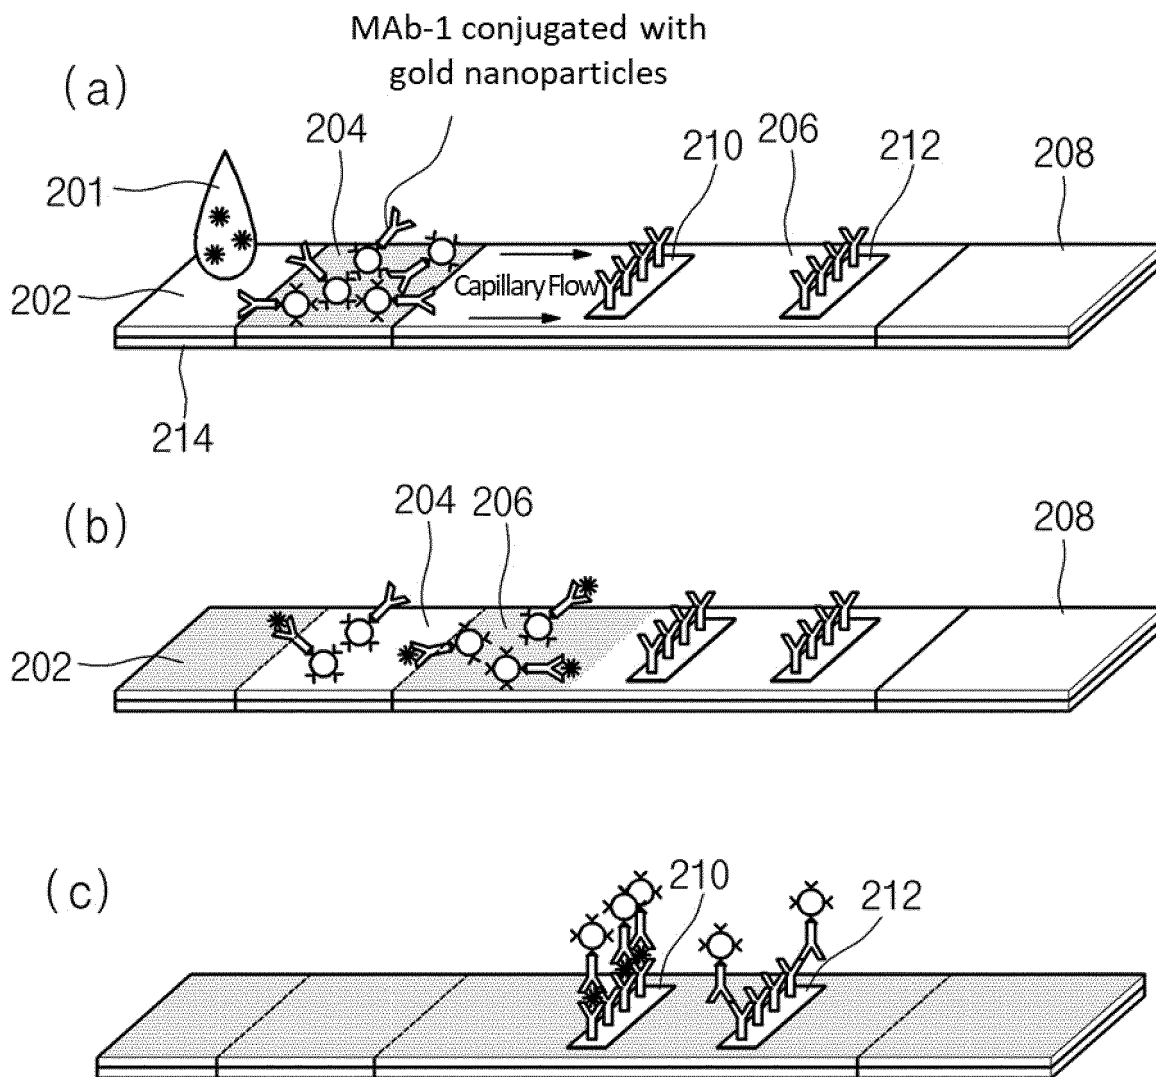 MAb-1 conjugated with
gold nanoparticles
(a)
204
210
206
212
208
201
202
Capillary Flow
214
(b)
204
206
208
202
(c)
210
212